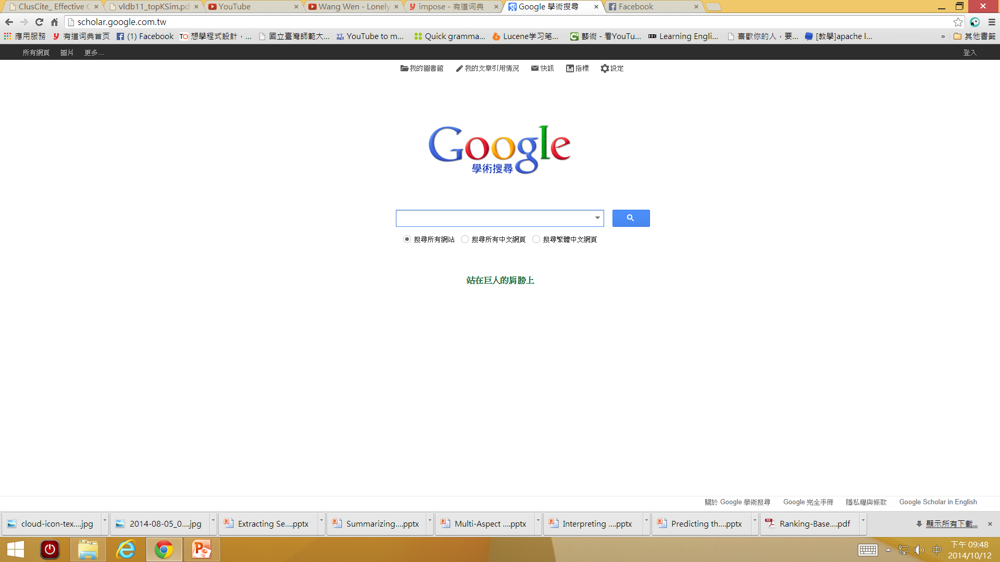 ClusCite_ Effective
vldb11_topKSim.pd
YouTube
Wang Wen - Lonely
impose - 有道词典
Google 學術搜尋
Facebook
scholar.google.com.tw
應用服務
有道词典首页
(1) Facebook
想學程式設計，...
國立臺灣師範大...
YouTube to m...
Quick gramma...
Lucene学习笔...
藝術 - 看YouTu...
Learning Engli...
喜歡你的人，要...
[教學]apache l...
»
其他書籤
所有網頁
圖片
更多...
登入
我的圖書館
我的文章引用情況
快訊
指標
設定
Google
學術搜尋
搜尋所有網站
搜尋所有中文網頁
搜尋繁體中文網頁
站在巨人的肩膀上
關於 Google 學術搜尋
Google 完全手冊
隱私權與條款
Google Scholar in English
cloud-icon-tex....jpg
2014-08-05_0....jpg
Extracting Se....pptx
Summarizing....pptx
Multi-Aspect ....pptx
Interpreting ....pptx
Predicting th....pptx
Ranking-Base....pdf
顯示所有下載...
中
下午 09:48
2014/10/12